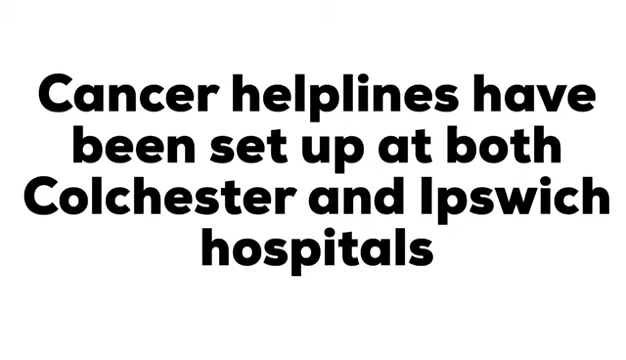 Cancer helplines have
been set up at both
Colchester and Ipswich
hospitals